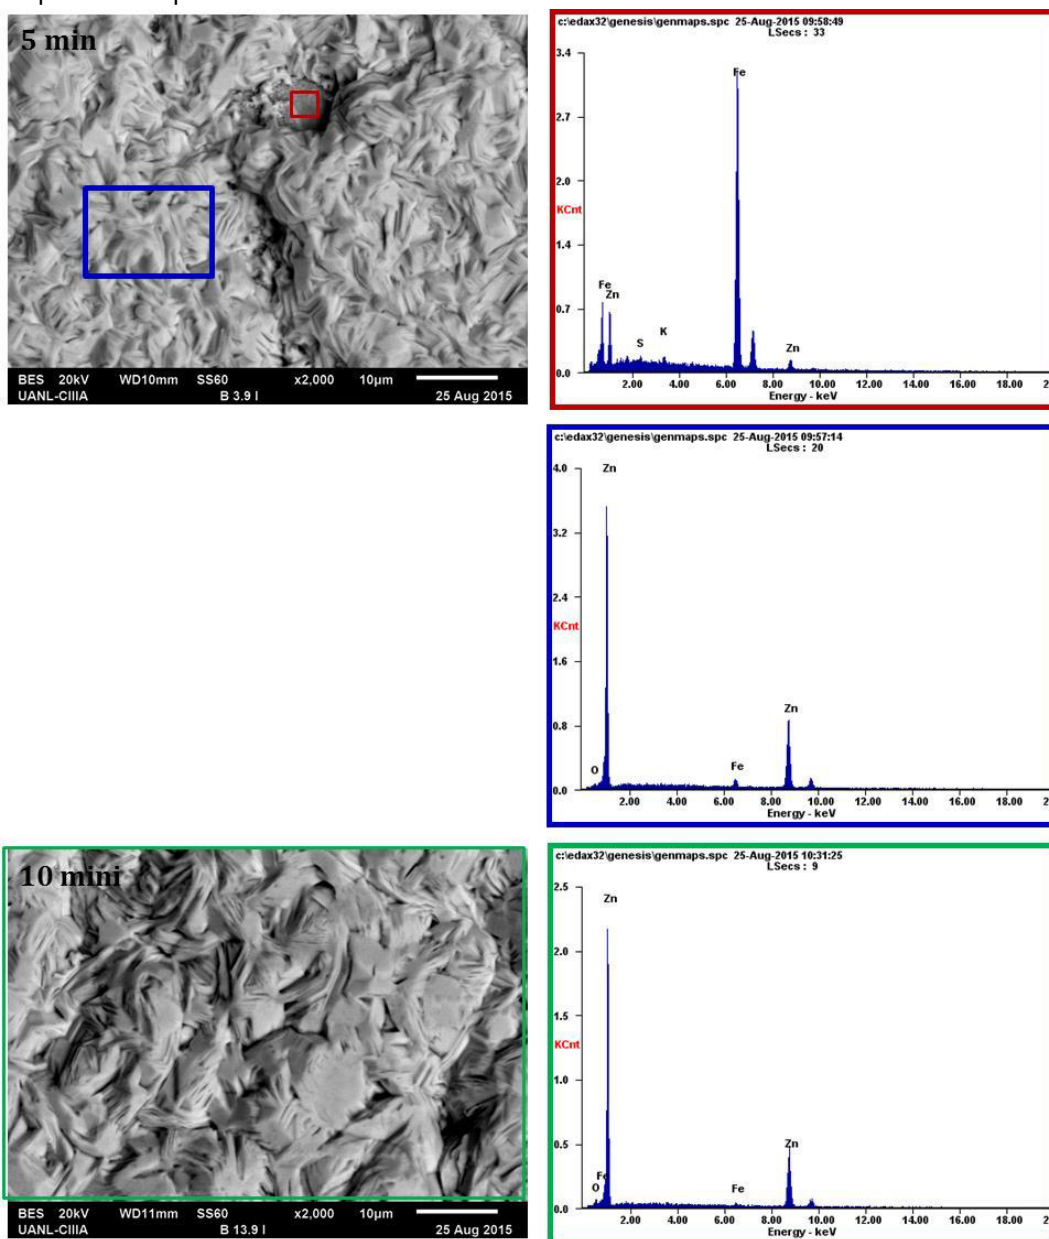 5 min
BES 20kV WD10mm SS60 x2,000 10µm
UANL-CIIIA B 3.9 I 25 Aug 2015
c:\edax32\genesis\genmaps.spc 25-Aug-2015 09:58:49
LSecs : 33
3.4
2.7
2.0
KCnt
1.4
0.7
0.0
Fe
Fe
Zn
S
K
Zn
2.00 4.00 6.00 8.00 10.00 12.00 14.00 16.00 18.00
Energy - keV
c:\edax32\genesis\genmaps.spc 25-Aug-2015 09:57:14
LSecs : 20
4.0
3.2
2.4
KCnt
1.6
0.8
0.0
Zn
O
Fe
Zn
2.00 4.00 6.00 8.00 10.00 12.00 14.00 16.00 18.00
Energy - keV
10 mini
BES 20kV WD11mm SS60 x2,000 10µm
UANL-CIIIA B 13.9 I 25 Aug 2015
c:\edax32\genesis\genmaps.spc 25-Aug-2015 10:31:25
LSecs : 9
2.5
2.0
1.5
KCnt
1.0
0.5
0.0
Zn
Fe
O
Fe
Zn
2.00 4.00 6.00 8.00 10.00 12.00 14.00 16.00 18.00
Energy - keV